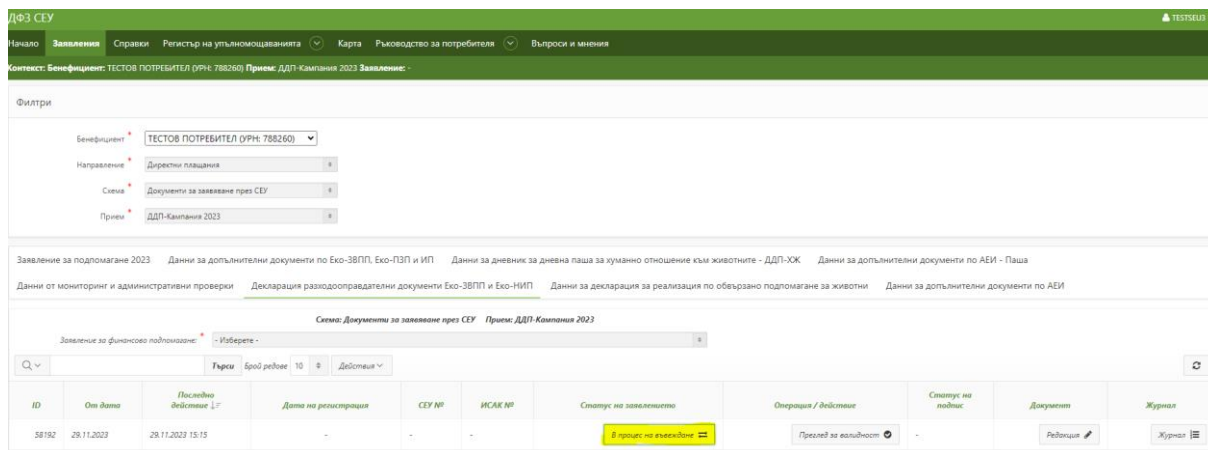 ДФЗ СЕУ
TESTSEU3
Начало Заявления Справки Регистър на упълномощаванията Карта Ръководство за потребителя Въпроси и мнения
Контекст: Бенефициент: ТЕСТОВ ПОТРЕБИТЕЛ (УРН: 788260) Прием: ДДП-Кампания 2023 Заявление: -
Филтри
Бенефициент * ТЕСТОВ ПОТРЕБИТЕЛ (УРН: 788260)
Направление * Директни плащания
Схема * Документи за заявяване през СЕУ
Прием * ДДП-Кампания 2023
Заявление за подпомагане 2023 Данни за допълнителни документи по Еко-ЗВПП, Еко-ПЗП и ИП Данни за дневник за дневна паша за хуманно отношение към животните - ДДП-ХЖ Данни за допълнителни документи по АЕИ - Паша
Данни от мониторинг и административни проверки Декларация разходооправдателни документи Еко-ЗВПП и Еко-НИП Данни за декларация за реализация по обвързано подпомагане за животни Данни за допълнителни документи по АЕИ
Схема: Документи за заявяване през СЕУ Прием: ДДП-Кампания 2023
Заявление за финансово подпомагане: * - Изберете -
Търси Брой редове 10 Действия
ID От дата Последно действие Дата на регистрация СЕУ № ИСАК № Статус на заявлението Операция / действие Статус на подпис Документ Журнал
58192 29.11.2023 29.11.2023 15:15 - - - В процес на въвеждане Преглед за валидност - Редакция Журнал